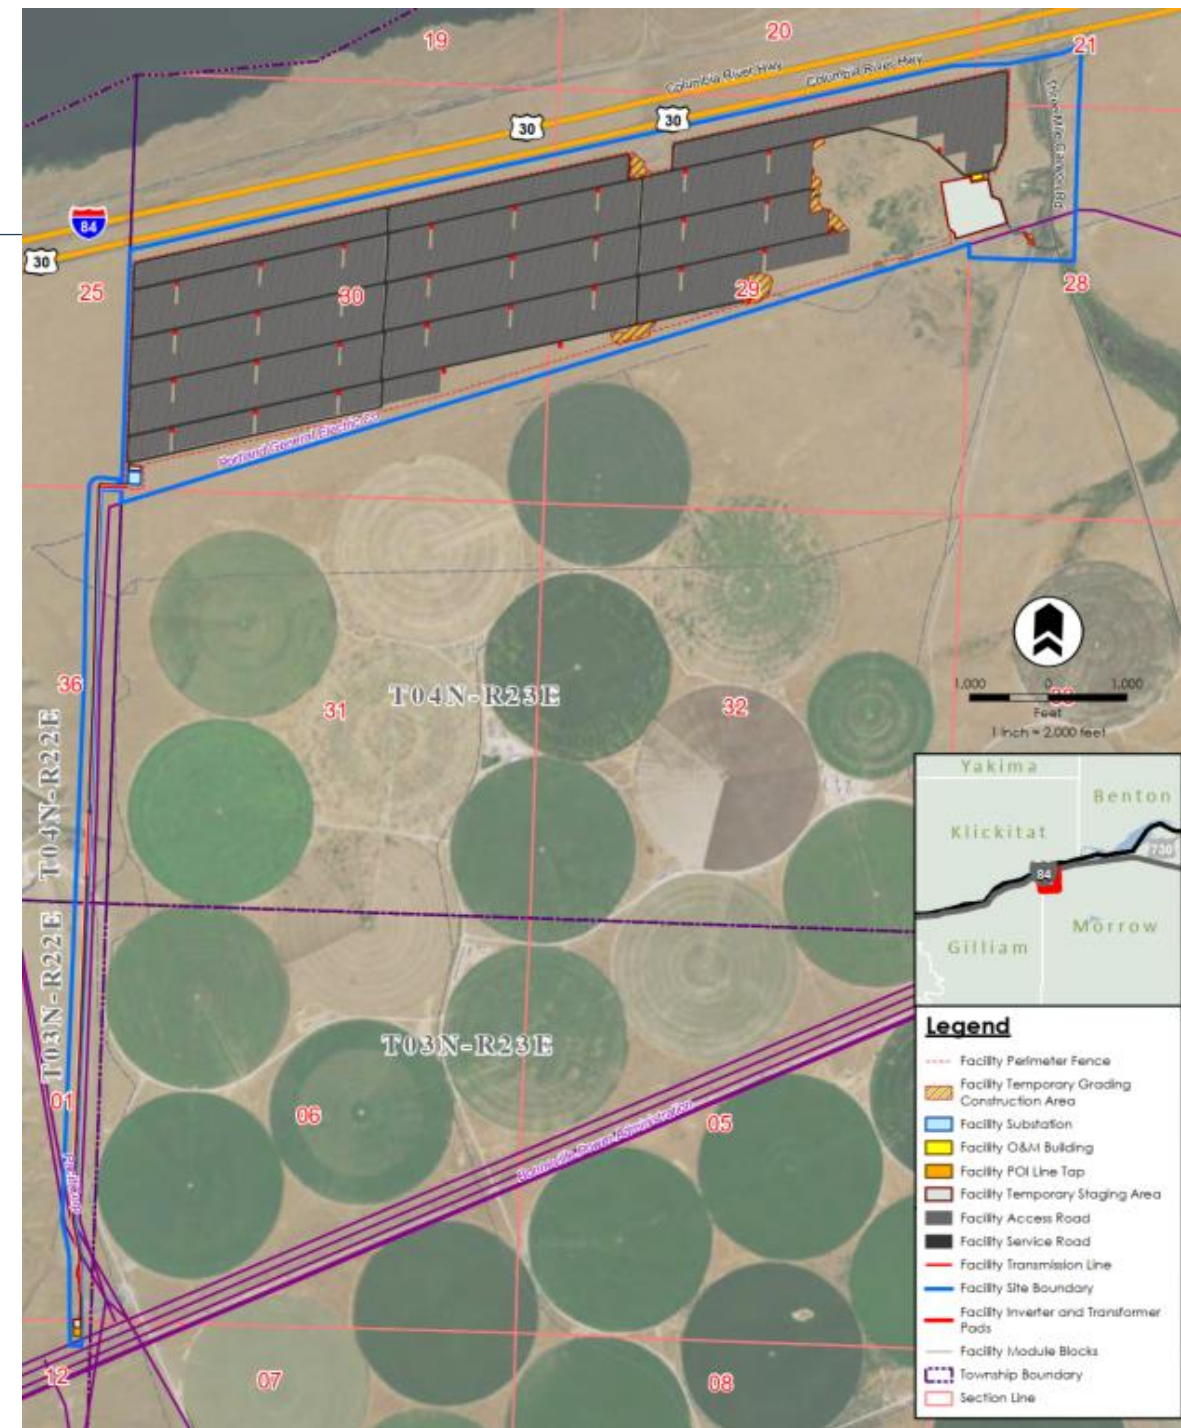 19
20
21
Columbia River Hwy
Columbia River Hwy
30
30
84
30
25
30
29
28
Portland General Electric Co
36
31
T04N-R23E
32
33
1,000 0 1,000
Feet
1 Inch = 2,000 feet
T04N-R22E
T03N-R22E
T03N-R23E
01
06
05
Bonneville Power Administration
PacifiCorp
12
07
08
Yakima
Benton
Klickitat
730
84
Morrow
Gilliam
Legend
Facility Perimeter Fence
Facility Temporary Grading
Construction Area
Facility Substation
Facility O&M Building
Facility POI Line Tap
Facility Temporary Staging Area
Facility Access Road
Facility Service Road
Facility Transmission Line
Facility Site Boundary
Facility Inverter and Transformer
Pads
Facility Module Blocks
Township Boundary
Section Line